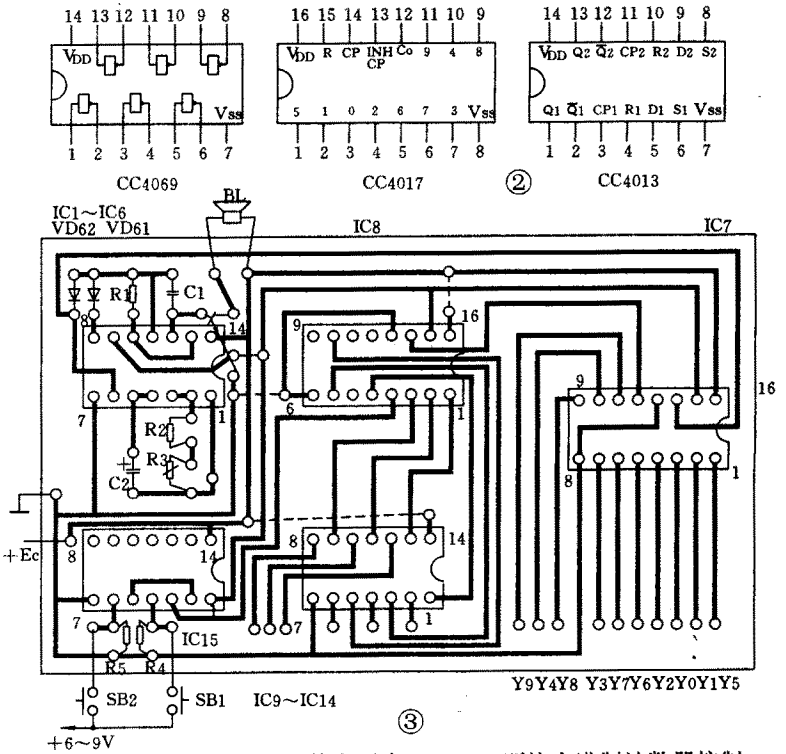 14 13 12 11 10 9 8
VDD
Vss
1 2 3 4 5 6 7
CC4069
16 15 14 13 12 11 10 9
VDD R CP INH CP Co 9 4 8
5 1 0 2 6 7 3 Vss
1 2 3 4 5 6 7 8
CC4017
②
14 13 12 11 10 9 8
VDD Q2 Q̅2 CP2 R2 D2 S2
Q1 Q̅1 CP1 R1 D1 S1 Vss
1 2 3 4 5 6 7
CC4013
BL
IC1～IC6
VD62 VD61
IC8
IC7
R1
C1
8
14
9
16
7
1
6
1
9
16
8
1
R2
R3
+
C2
+Ec
8
14
8
14
7
7
1
IC15
R5
R4
Y9 Y4 Y8 Y3 Y7 Y6 Y2 Y0 Y1 Y5
SB2
SB1
IC9～IC14
③
+6～9V